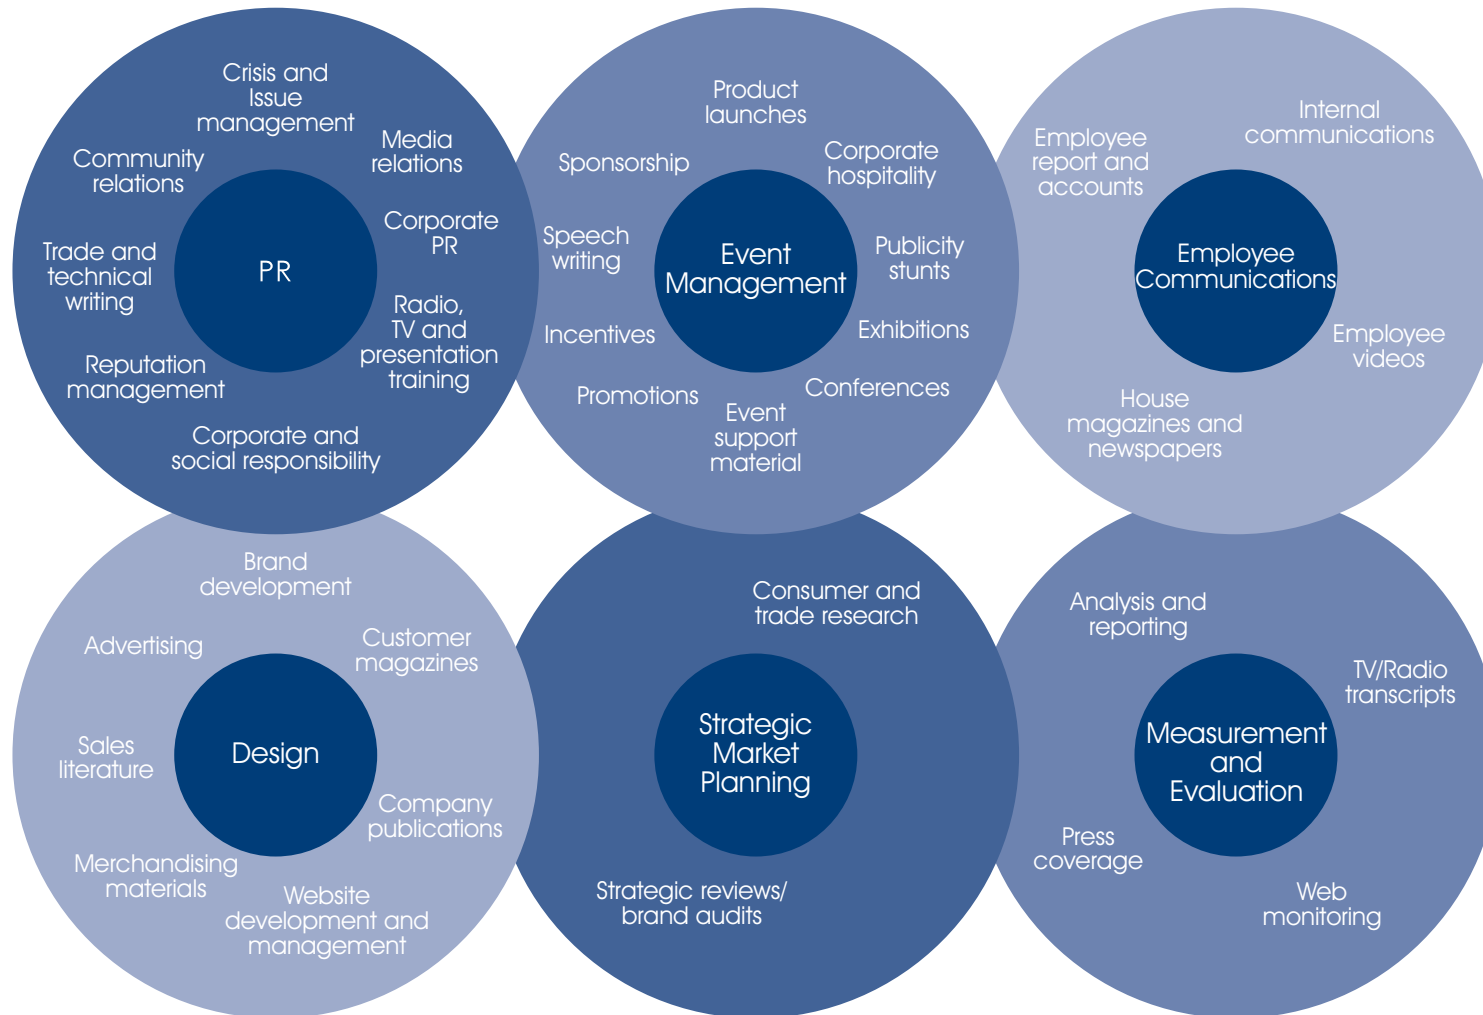 Crisis and
Issue
management
Media
relations
Community
relations
Corporate
PR
PR
Trade and
technical
writing
Radio,
TV and
presentation
training
Reputation
management
Corporate and
social responsibility
Product
launches
Sponsorship
Corporate
hospitality
Speech
writing
Event
Management
Publicity
stunts
Incentives
Exhibitions
Promotions
Conferences
Event
support
material
Internal
communications
Employee
report and
accounts
Employee
Communications
Employee
videos
House
magazines and
newspapers
Brand
development
Advertising
Customer
magazines
Sales
literature
Design
Company
publications
Merchandising
materials
Website
development and
management
Consumer and
trade research
Strategic
Market
Planning
Strategic reviews/
brand audits
Analysis and
reporting
TV/Radio
transcripts
Measurement
and
Evaluation
Press
coverage
Web
monitoring